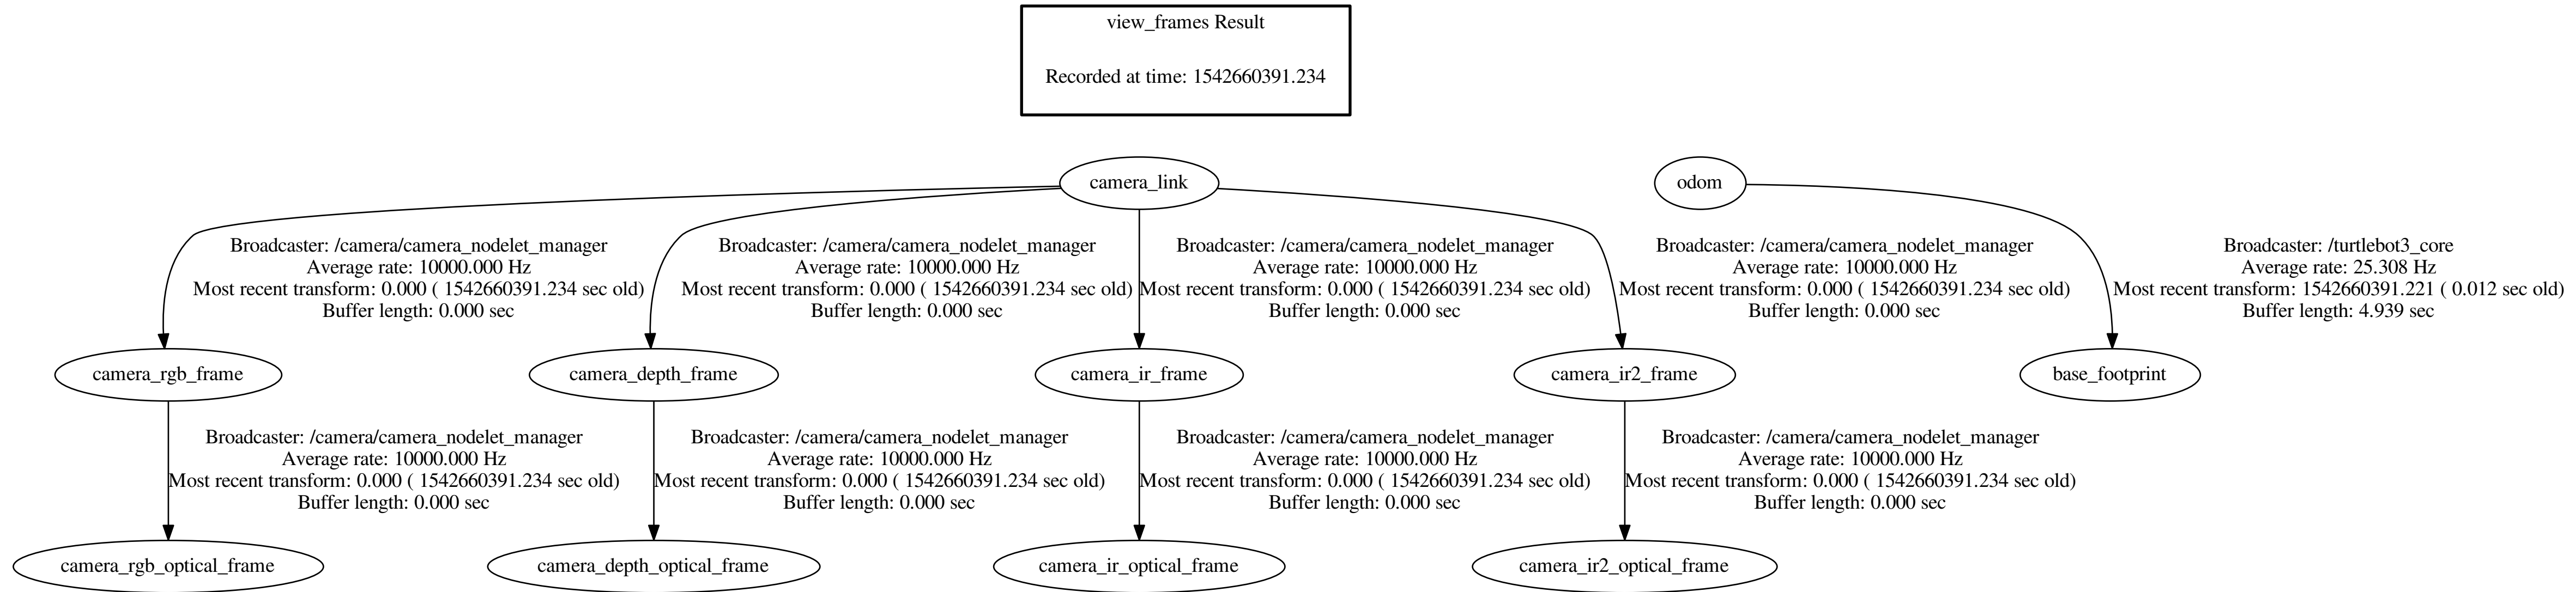 view_frames Result
Recorded at time: 1542660391.234
camera_link
odom
Broadcaster: /camera/camera_nodelet_manager
Average rate: 10000.000 Hz
Most recent transform: 0.000 ( 1542660391.234 sec old)
Buffer length: 0.000 sec
Broadcaster: /camera/camera_nodelet_manager
Average rate: 10000.000 Hz
Most recent transform: 0.000 ( 1542660391.234 sec old)
Buffer length: 0.000 sec
Broadcaster: /camera/camera_nodelet_manager
Average rate: 10000.000 Hz
Most recent transform: 0.000 ( 1542660391.234 sec old)
Buffer length: 0.000 sec
Broadcaster: /camera/camera_nodelet_manager
Average rate: 10000.000 Hz
Most recent transform: 0.000 ( 1542660391.234 sec old)
Buffer length: 0.000 sec
Broadcaster: /turtlebot3_core
Average rate: 25.308 Hz
Most recent transform: 1542660391.221 ( 0.012 sec old)
Buffer length: 4.939 sec
camera_rgb_frame
camera_depth_frame
camera_ir_frame
camera_ir2_frame
base_footprint
Broadcaster: /camera/camera_nodelet_manager
Average rate: 10000.000 Hz
Most recent transform: 0.000 ( 1542660391.234 sec old)
Buffer length: 0.000 sec
Broadcaster: /camera/camera_nodelet_manager
Average rate: 10000.000 Hz
Most recent transform: 0.000 ( 1542660391.234 sec old)
Buffer length: 0.000 sec
Broadcaster: /camera/camera_nodelet_manager
Average rate: 10000.000 Hz
Most recent transform: 0.000 ( 1542660391.234 sec old)
Buffer length: 0.000 sec
Broadcaster: /camera/camera_nodelet_manager
Average rate: 10000.000 Hz
Most recent transform: 0.000 ( 1542660391.234 sec old)
Buffer length: 0.000 sec
camera_rgb_optical_frame
camera_depth_optical_frame
camera_ir_optical_frame
camera_ir2_optical_frame